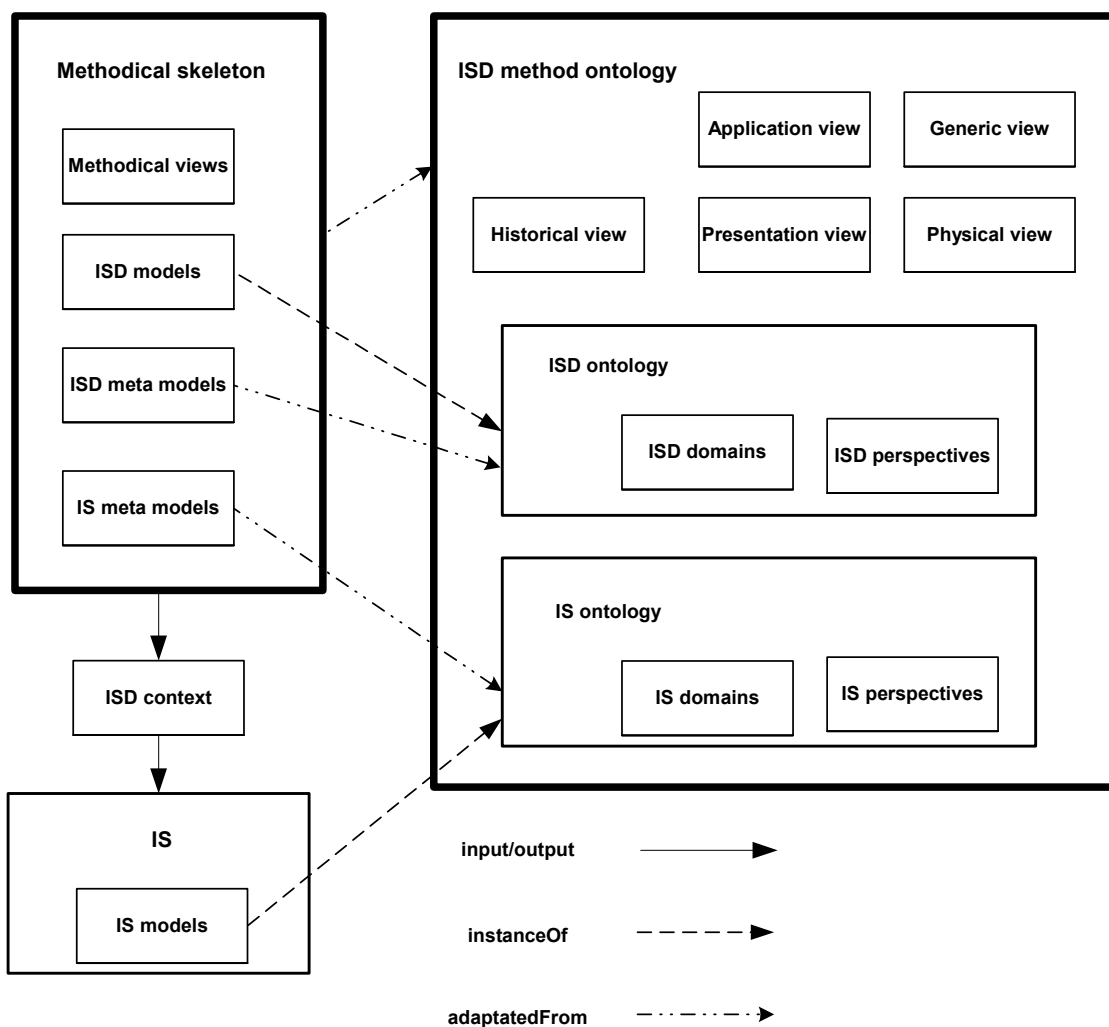 Methodical skeleton
Methodical views
ISD models
ISD meta models
IS meta models
ISD context
IS
IS models
ISD method ontology
Application view
Generic view
Historical view
Presentation view
Physical view
ISD ontology
ISD domains
ISD perspectives
IS ontology
IS domains
IS perspectives
input/output
instanceOf
adaptatedFrom